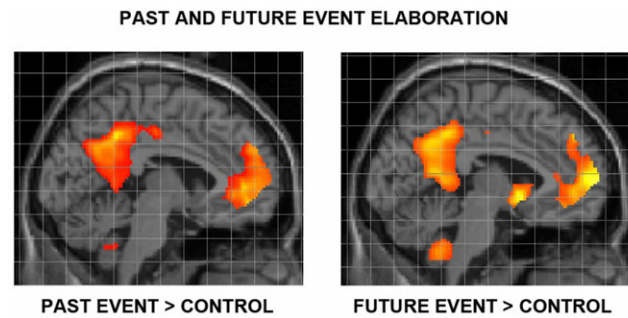 PAST AND FUTURE EVENT ELABORATION
PAST EVENT > CONTROL
FUTURE EVENT > CONTROL